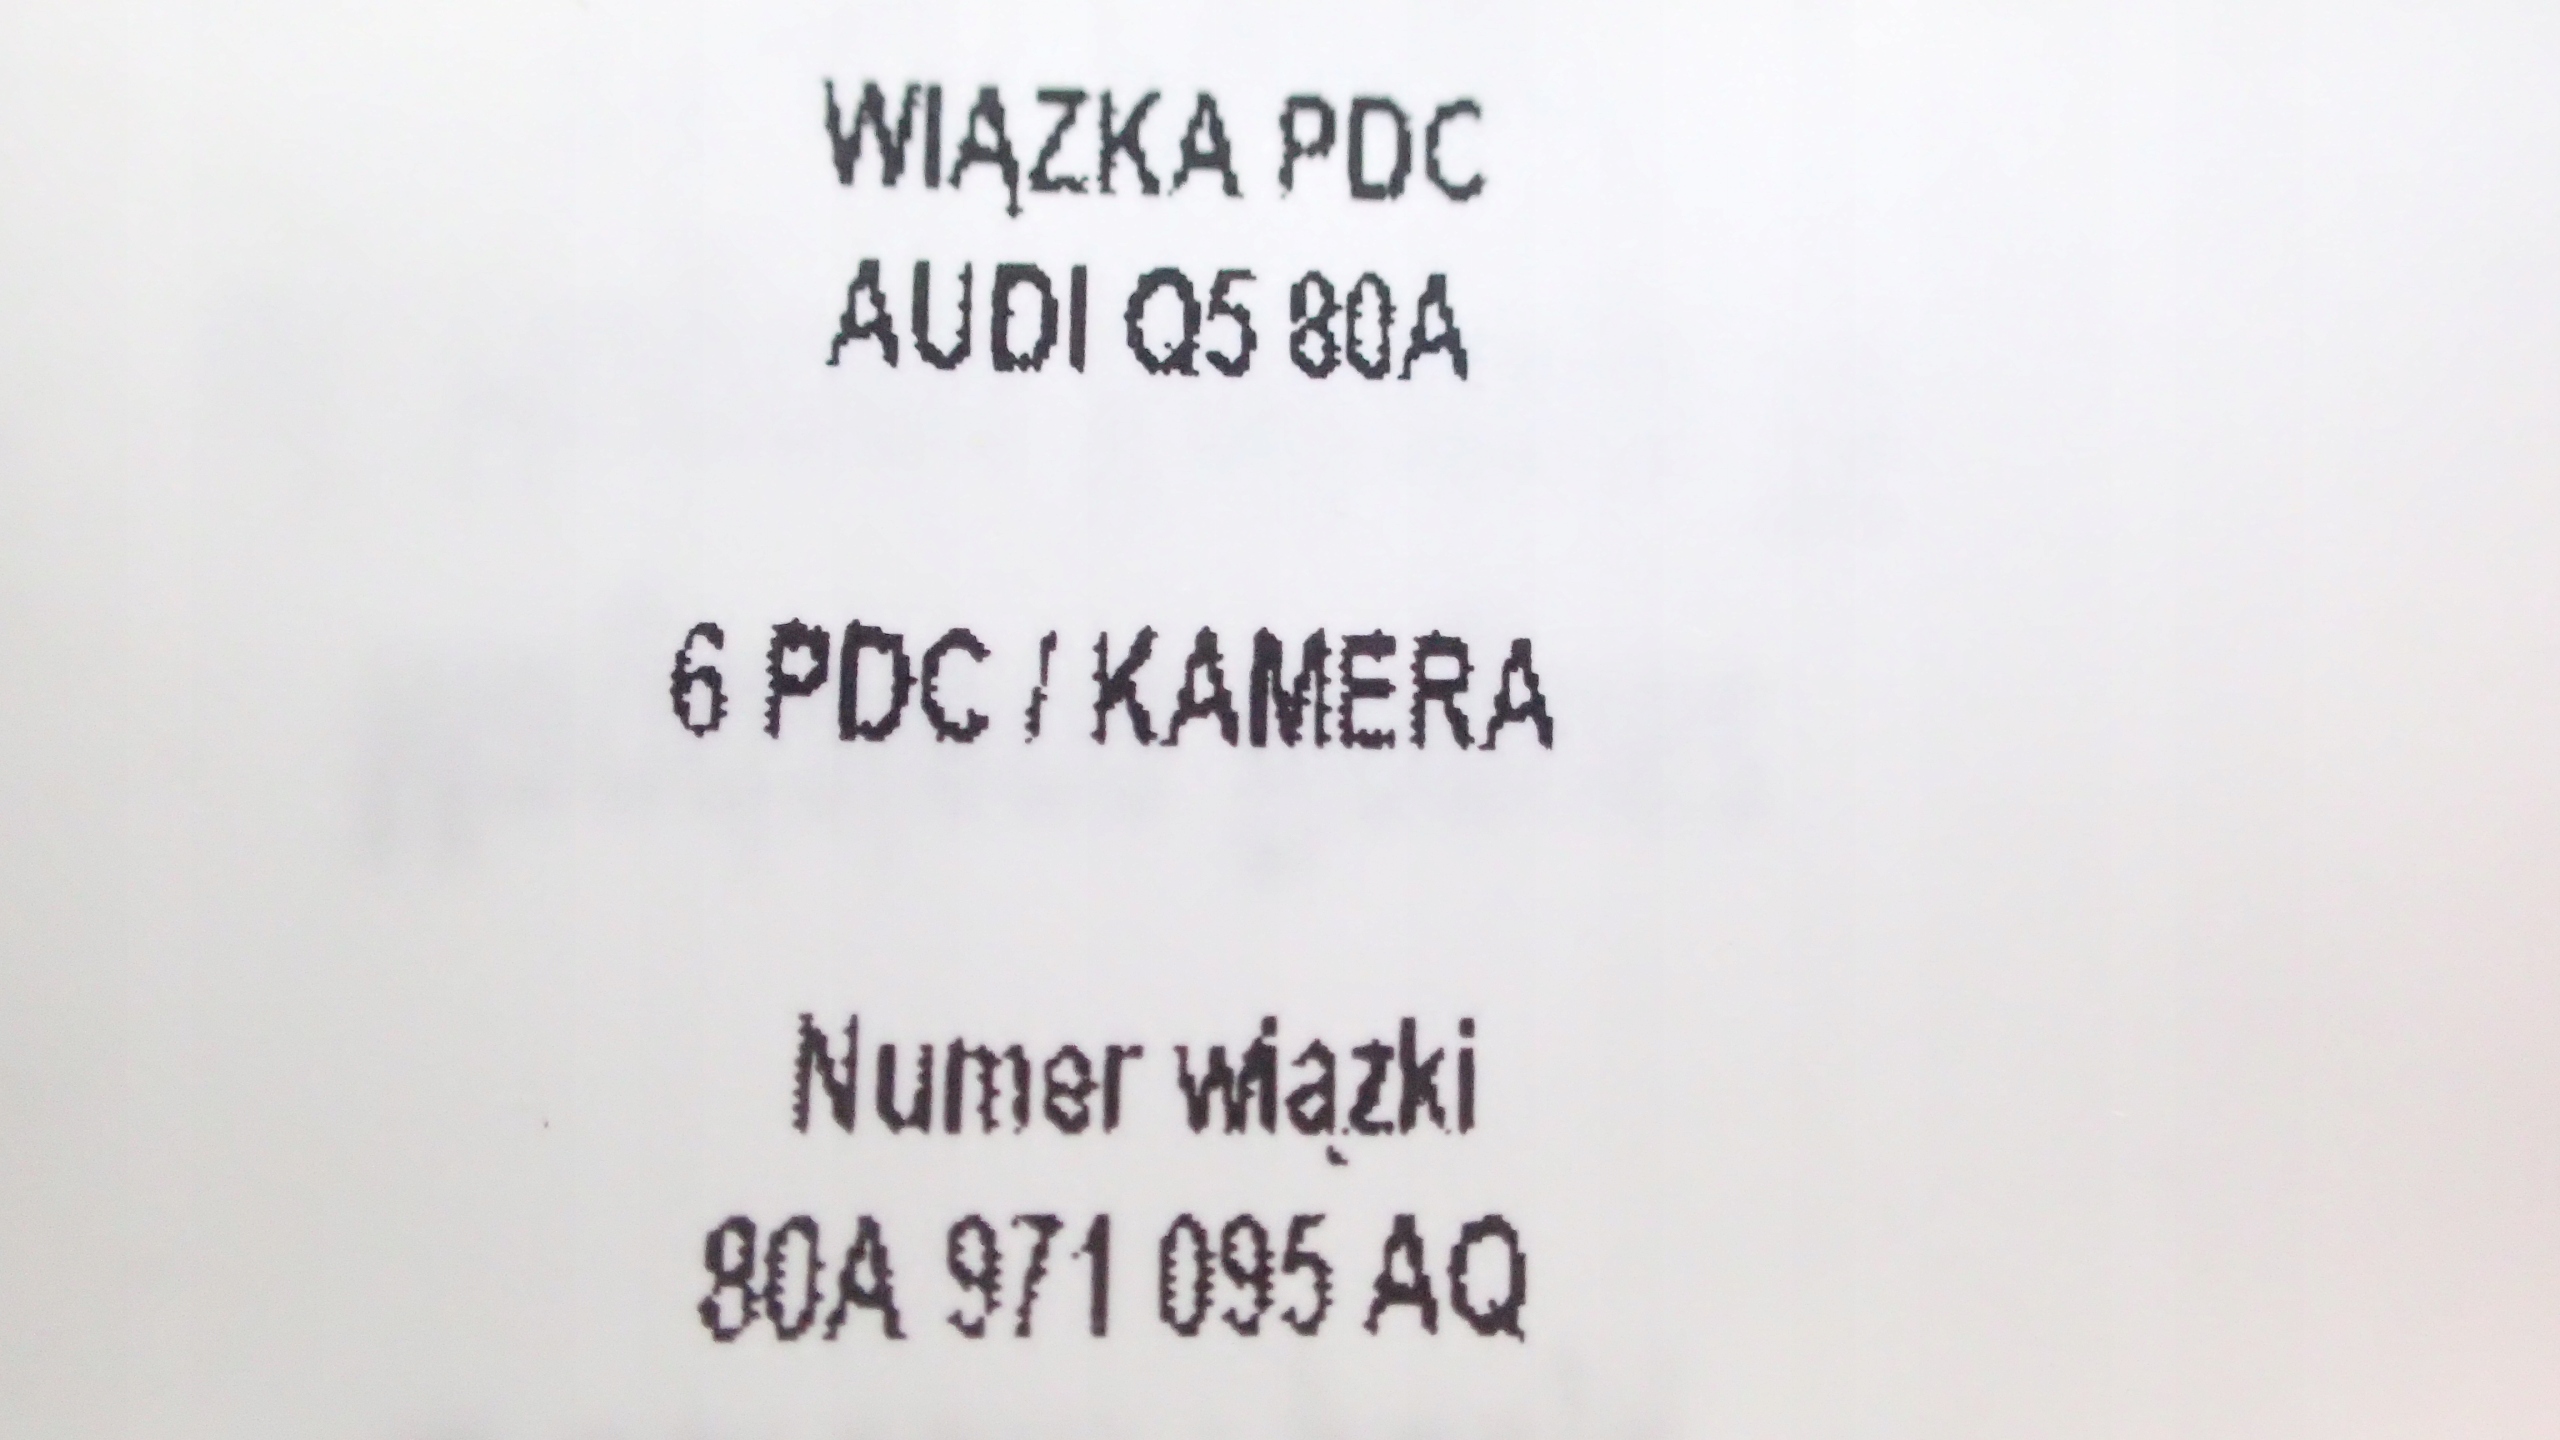 WIĄZKA PDC
AUDI Q5 80A
6 PDC / KAMERA
Numer wiązki
80A 971 095 AQ